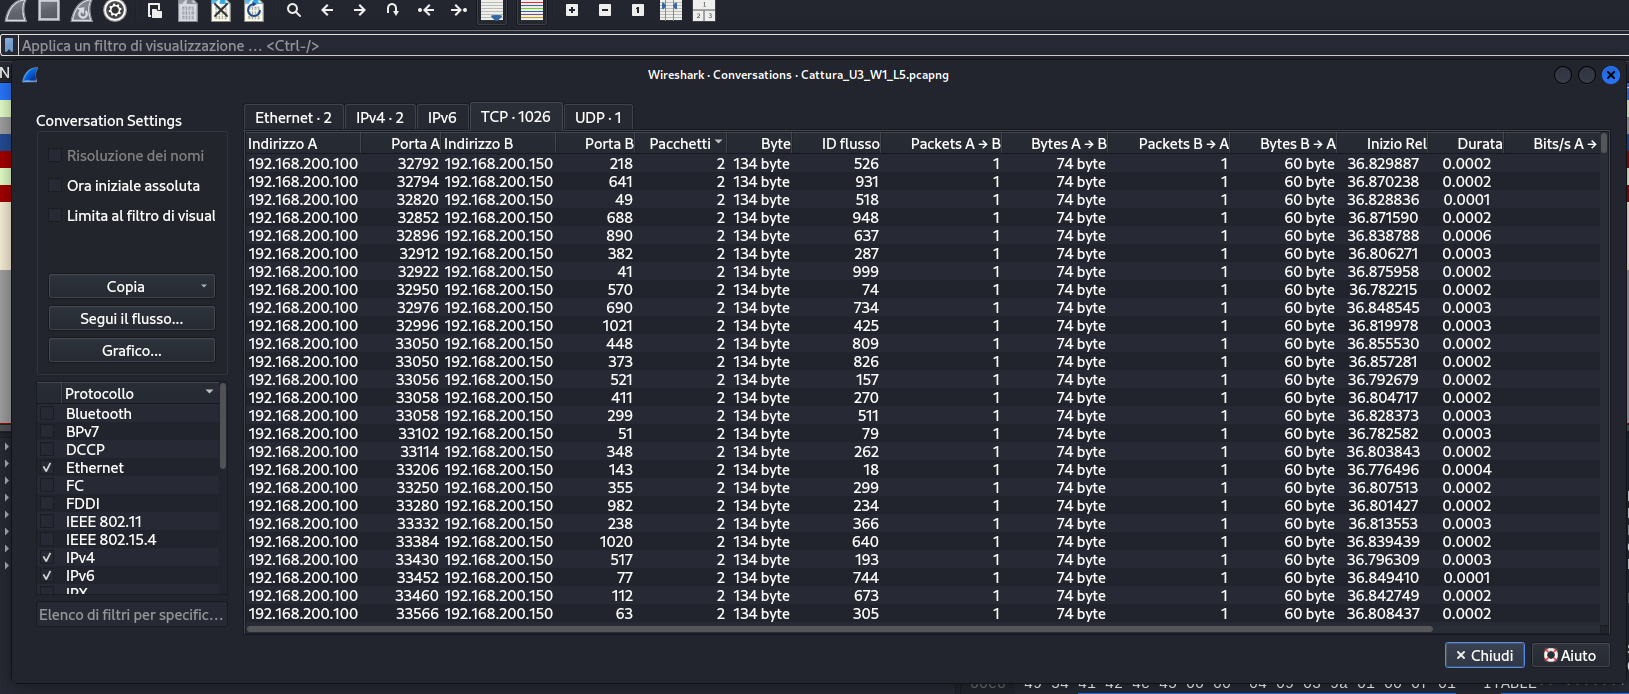 Applica un filtro di visualizzazione … <Ctrl-/>
N
Wireshark · Conversations · Cattura_U3_W1_L5.pcapng
Conversation Settings
Risoluzione dei nomi
Ora iniziale assoluta
Limita al filtro di visual
Copia
Segui il flusso...
Grafico...
Protocollo
Bluetooth
BPv7
DCCP
Ethernet
FC
FDDI
IEEE 802.11
IEEE 802.15.4
IPv4
IPv6
IPX
Elenco di filtri per specific…
Ethernet · 2 IPv4 · 2 IPv6 TCP · 1026 UDP · 1
Indirizzo A Porta A Indirizzo B Porta B Pacchetti Byte ID flusso Packets A → B Bytes A → B Packets B → A Bytes B → A Inizio Rel Durata Bits/s A →
192.168.200.100 32792 192.168.200.150 218 2 134 byte 526 1 74 byte 1 60 byte 36.829887 0.0002
192.168.200.100 32794 192.168.200.150 641 2 134 byte 931 1 74 byte 1 60 byte 36.870238 0.0002
192.168.200.100 32820 192.168.200.150 49 2 134 byte 518 1 74 byte 1 60 byte 36.828836 0.0001
192.168.200.100 32852 192.168.200.150 688 2 134 byte 948 1 74 byte 1 60 byte 36.871590 0.0002
192.168.200.100 32896 192.168.200.150 890 2 134 byte 637 1 74 byte 1 60 byte 36.838788 0.0006
192.168.200.100 32912 192.168.200.150 382 2 134 byte 287 1 74 byte 1 60 byte 36.806271 0.0003
192.168.200.100 32922 192.168.200.150 41 2 134 byte 999 1 74 byte 1 60 byte 36.875958 0.0002
192.168.200.100 32950 192.168.200.150 570 2 134 byte 74 1 74 byte 1 60 byte 36.782215 0.0002
192.168.200.100 32976 192.168.200.150 690 2 134 byte 734 1 74 byte 1 60 byte 36.848545 0.0003
192.168.200.100 32996 192.168.200.150 1021 2 134 byte 425 1 74 byte 1 60 byte 36.819978 0.0003
192.168.200.100 33050 192.168.200.150 448 2 134 byte 809 1 74 byte 1 60 byte 36.855530 0.0002
192.168.200.100 33050 192.168.200.150 373 2 134 byte 826 1 74 byte 1 60 byte 36.857281 0.0002
192.168.200.100 33056 192.168.200.150 521 2 134 byte 157 1 74 byte 1 60 byte 36.792679 0.0002
192.168.200.100 33058 192.168.200.150 411 2 134 byte 270 1 74 byte 1 60 byte 36.804717 0.0002
192.168.200.100 33058 192.168.200.150 299 2 134 byte 511 1 74 byte 1 60 byte 36.828373 0.0003
192.168.200.100 33102 192.168.200.150 51 2 134 byte 79 1 74 byte 1 60 byte 36.782582 0.0003
192.168.200.100 33114 192.168.200.150 348 2 134 byte 262 1 74 byte 1 60 byte 36.803843 0.0002
192.168.200.100 33206 192.168.200.150 143 2 134 byte 18 1 74 byte 1 60 byte 36.776496 0.0004
192.168.200.100 33250 192.168.200.150 355 2 134 byte 299 1 74 byte 1 60 byte 36.807513 0.0002
192.168.200.100 33280 192.168.200.150 982 2 134 byte 234 1 74 byte 1 60 byte 36.801427 0.0002
192.168.200.100 33332 192.168.200.150 238 2 134 byte 366 1 74 byte 1 60 byte 36.813553 0.0003
192.168.200.100 33384 192.168.200.150 1020 2 134 byte 640 1 74 byte 1 60 byte 36.839439 0.0002
192.168.200.100 33430 192.168.200.150 517 2 134 byte 193 1 74 byte 1 60 byte 36.796309 0.0003
192.168.200.100 33452 192.168.200.150 77 2 134 byte 744 1 74 byte 1 60 byte 36.849410 0.0001
192.168.200.100 33460 192.168.200.150 112 2 134 byte 673 1 74 byte 1 60 byte 36.842749 0.0002
192.168.200.100 33566 192.168.200.150 63 2 134 byte 305 1 74 byte 1 60 byte 36.808437 0.0002
Chiudi Aiuto